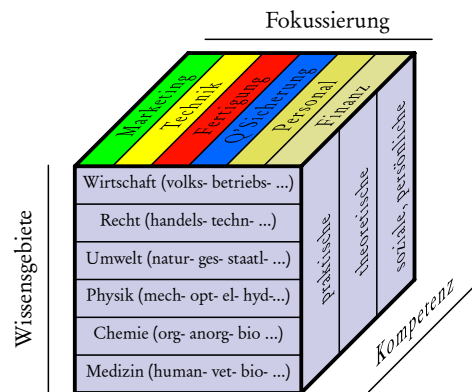 Fokussierung
Marketing
Technik
Fertigung
Q'Sicherung
Personal
Finanz
Wissensgebiete
Wirtschaft (volks- betriebs- ...)
Recht (handels- techn- ...)
Umwelt (natur- ges- staatl- ...)
Physik (mech- opt- el- hyd-...)
Chemie (org- anorg- bio ...)
Medizin (human- vet- bio- ...)
praktische
theoretische
soziale, persönliche
Kompetenz